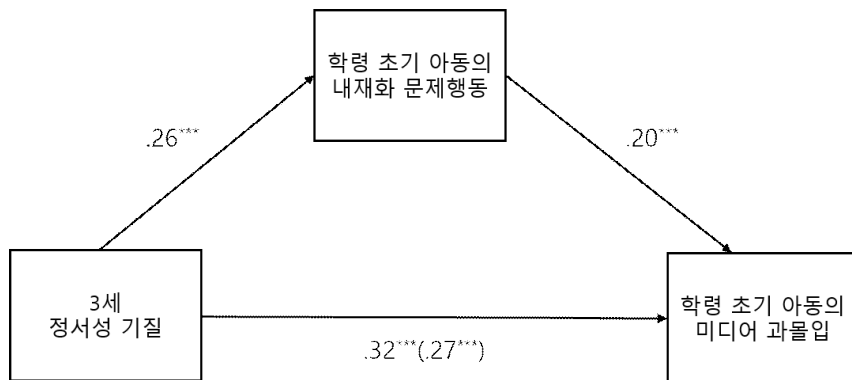 학령 초기 아동의
내재화 문제행동
.26***
.20***
3세
정서성 기질
학령 초기 아동의
미디어 과몰입
.32***(.27***)